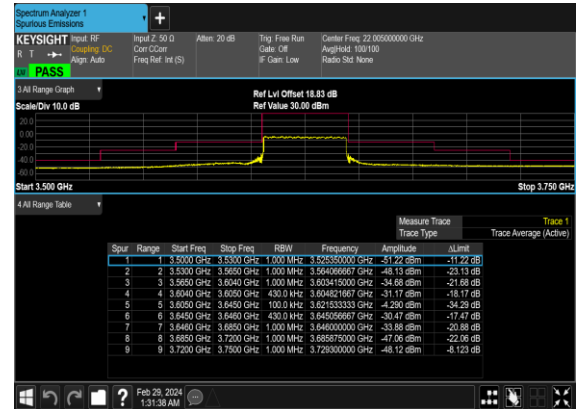 Spectrum Analyzer 1
Spurious Emissions
KEYSIGHT Input: RF Input Z: 50 Ω Atten: 20 dB Trig: Free Run Center Freq: 22.005000000 GHz
R T Coupling: DC Corr CCorr Gate: Off Avg|Hold: 100/100
Align: Auto Freq Ref: Int (S) IF Gain: Low Radio Std: None
PASS
3 All Range Graph
Ref Lvl Offset 18.83 dB
Scale/Div 10.0 dB Ref Value 30.00 dBm
20.0
0.00
-20.0
-40.0
-60.0
Start 3.500 GHz Stop 3.750 GHz
4 All Range Table
Measure Trace Trace 1
Trace Type Trace Average (Active)
Spur Range Start Freq Stop Freq RBW Frequency Amplitude ΔLimit
1 1 3.5000 GHz 3.5300 GHz 1.000 MHz 3.525350000 GHz -51.22 dBm -11.22 dB
2 2 3.5300 GHz 3.5650 GHz 1.000 MHz 3.564066667 GHz -48.13 dBm -23.13 dB
3 3 3.5650 GHz 3.6040 GHz 1.000 MHz 3.603415000 GHz -34.68 dBm -21.68 dB
4 4 3.6040 GHz 3.6050 GHz 430.0 kHz 3.604821667 GHz -31.17 dBm -18.17 dB
5 5 3.6050 GHz 3.6450 GHz 100.0 kHz 3.621533333 GHz -4.290 dBm -34.29 dB
6 6 3.6450 GHz 3.6460 GHz 430.0 kHz 3.645056667 GHz -30.47 dBm -17.47 dB
7 7 3.6460 GHz 3.6850 GHz 1.000 MHz 3.646000000 GHz -33.88 dBm -20.88 dB
8 8 3.6850 GHz 3.7200 GHz 1.000 MHz 3.685875000 GHz -47.06 dBm -22.06 dB
9 9 3.7200 GHz 3.7500 GHz 1.000 MHz 3.729300000 GHz -48.12 dBm -8.123 dB
? Feb 29, 2024
1:31:38 AM